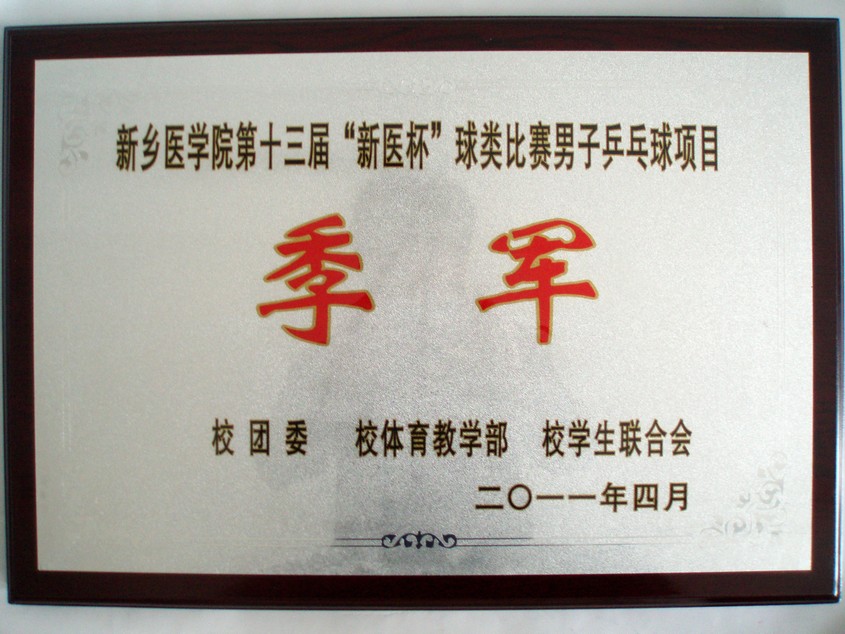 新乡医学院第十三届“新医杯”球类比赛男子乒乓球项目
季军
校团委 校体育教学部 校学生联合会
二〇一一年四月